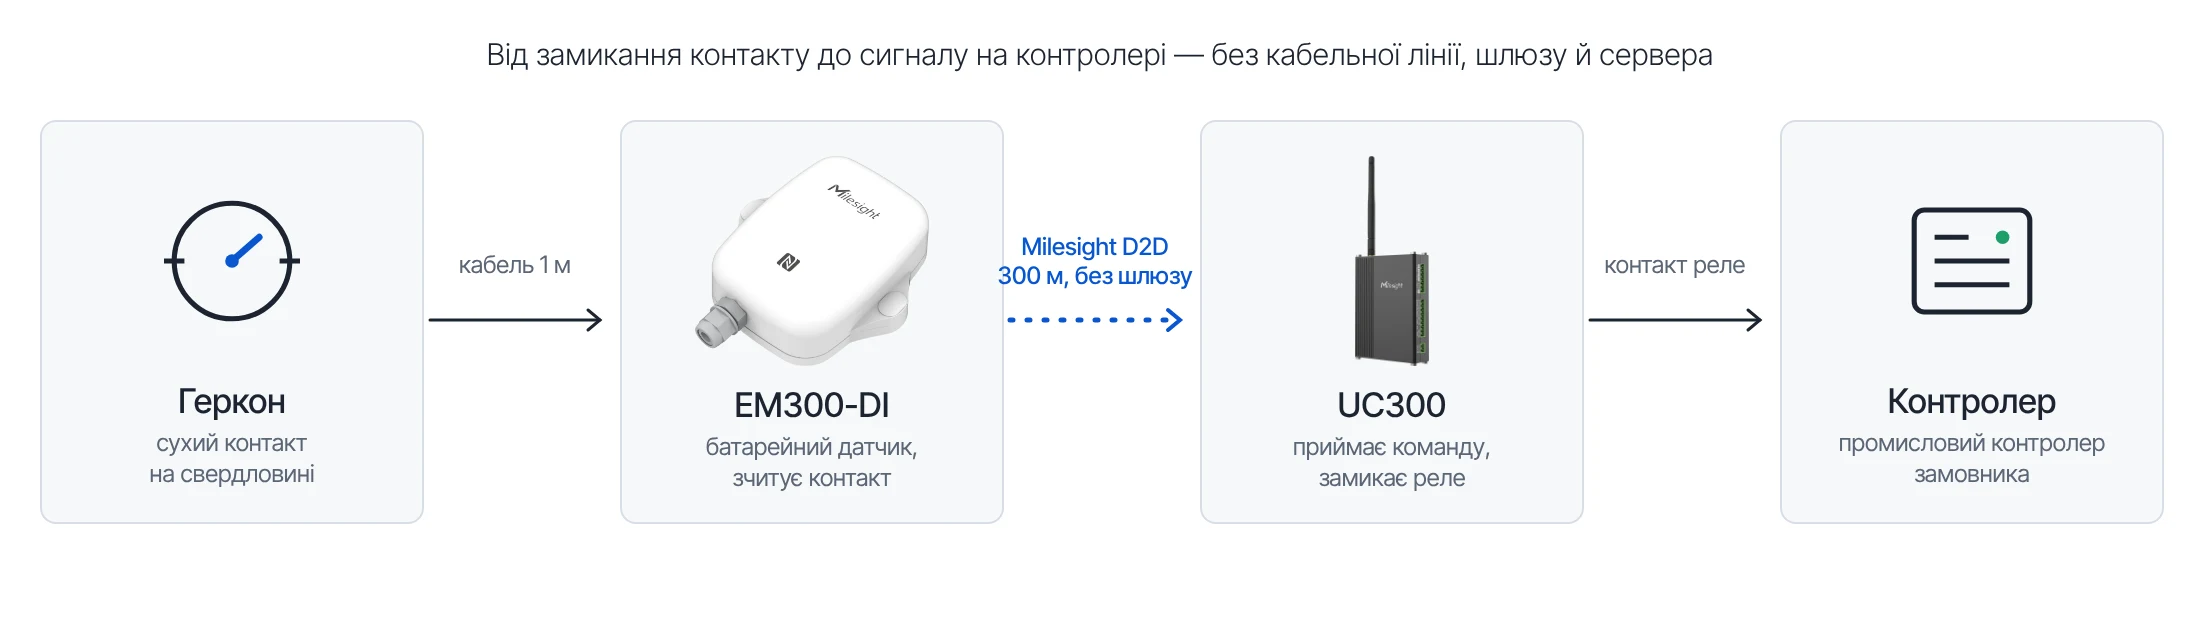 Від замикання контакту до сигналу на контролері — без кабельної лінії, шлюзу й сервера
Milesight
кабель 1 м
Milesight D2D
300 м, без шлюзу
Milesight
контакт реле
Геркон
сухий контакт
на свердловині
EM300-DI
батарейний датчик,
зчитує контакт
UC300
приймає команду,
замикає реле
Контролер
промисловий контролер
замовника